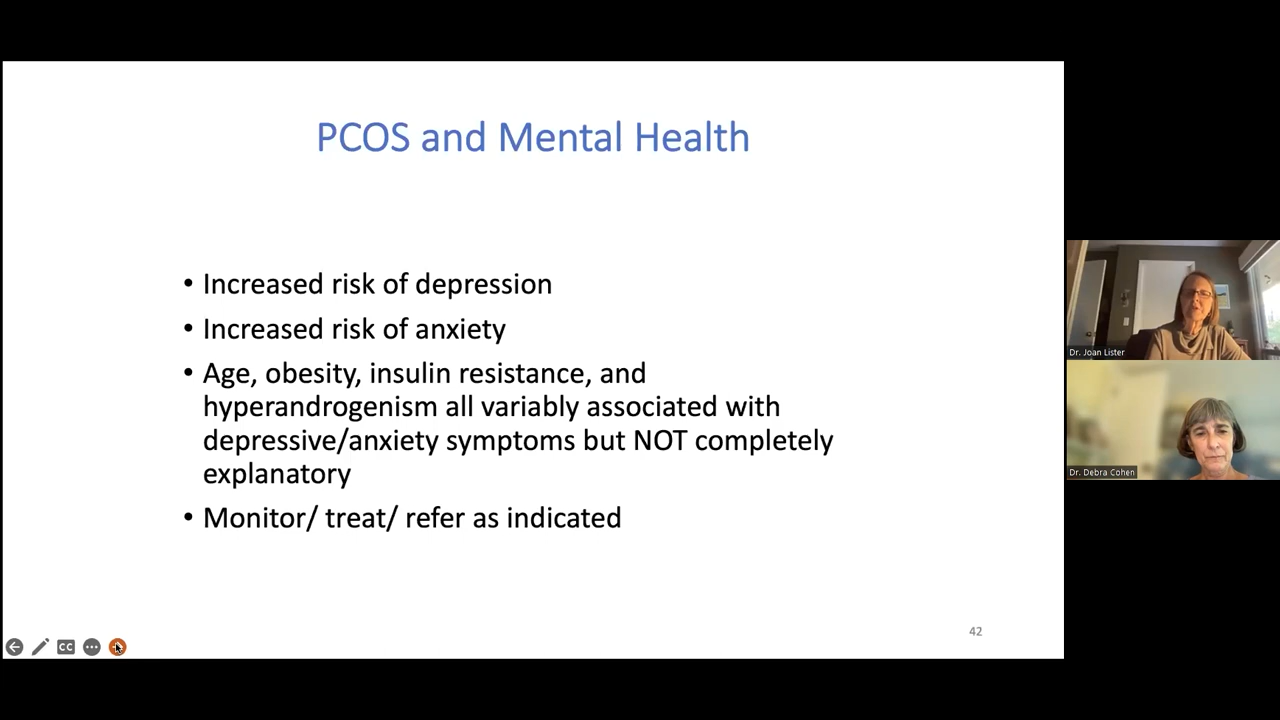 PCOS and Mental Health
• Increased risk of depression
• Increased risk of anxiety
• Age, obesity, insulin resistance, and
hyperandrogenism all variably associated with
depressive/anxiety symptoms but NOT completely
explanatory
• Monitor/ treat/ refer as indicated
42
CC
Dr. Joan Lister
Dr. Debra Cohen